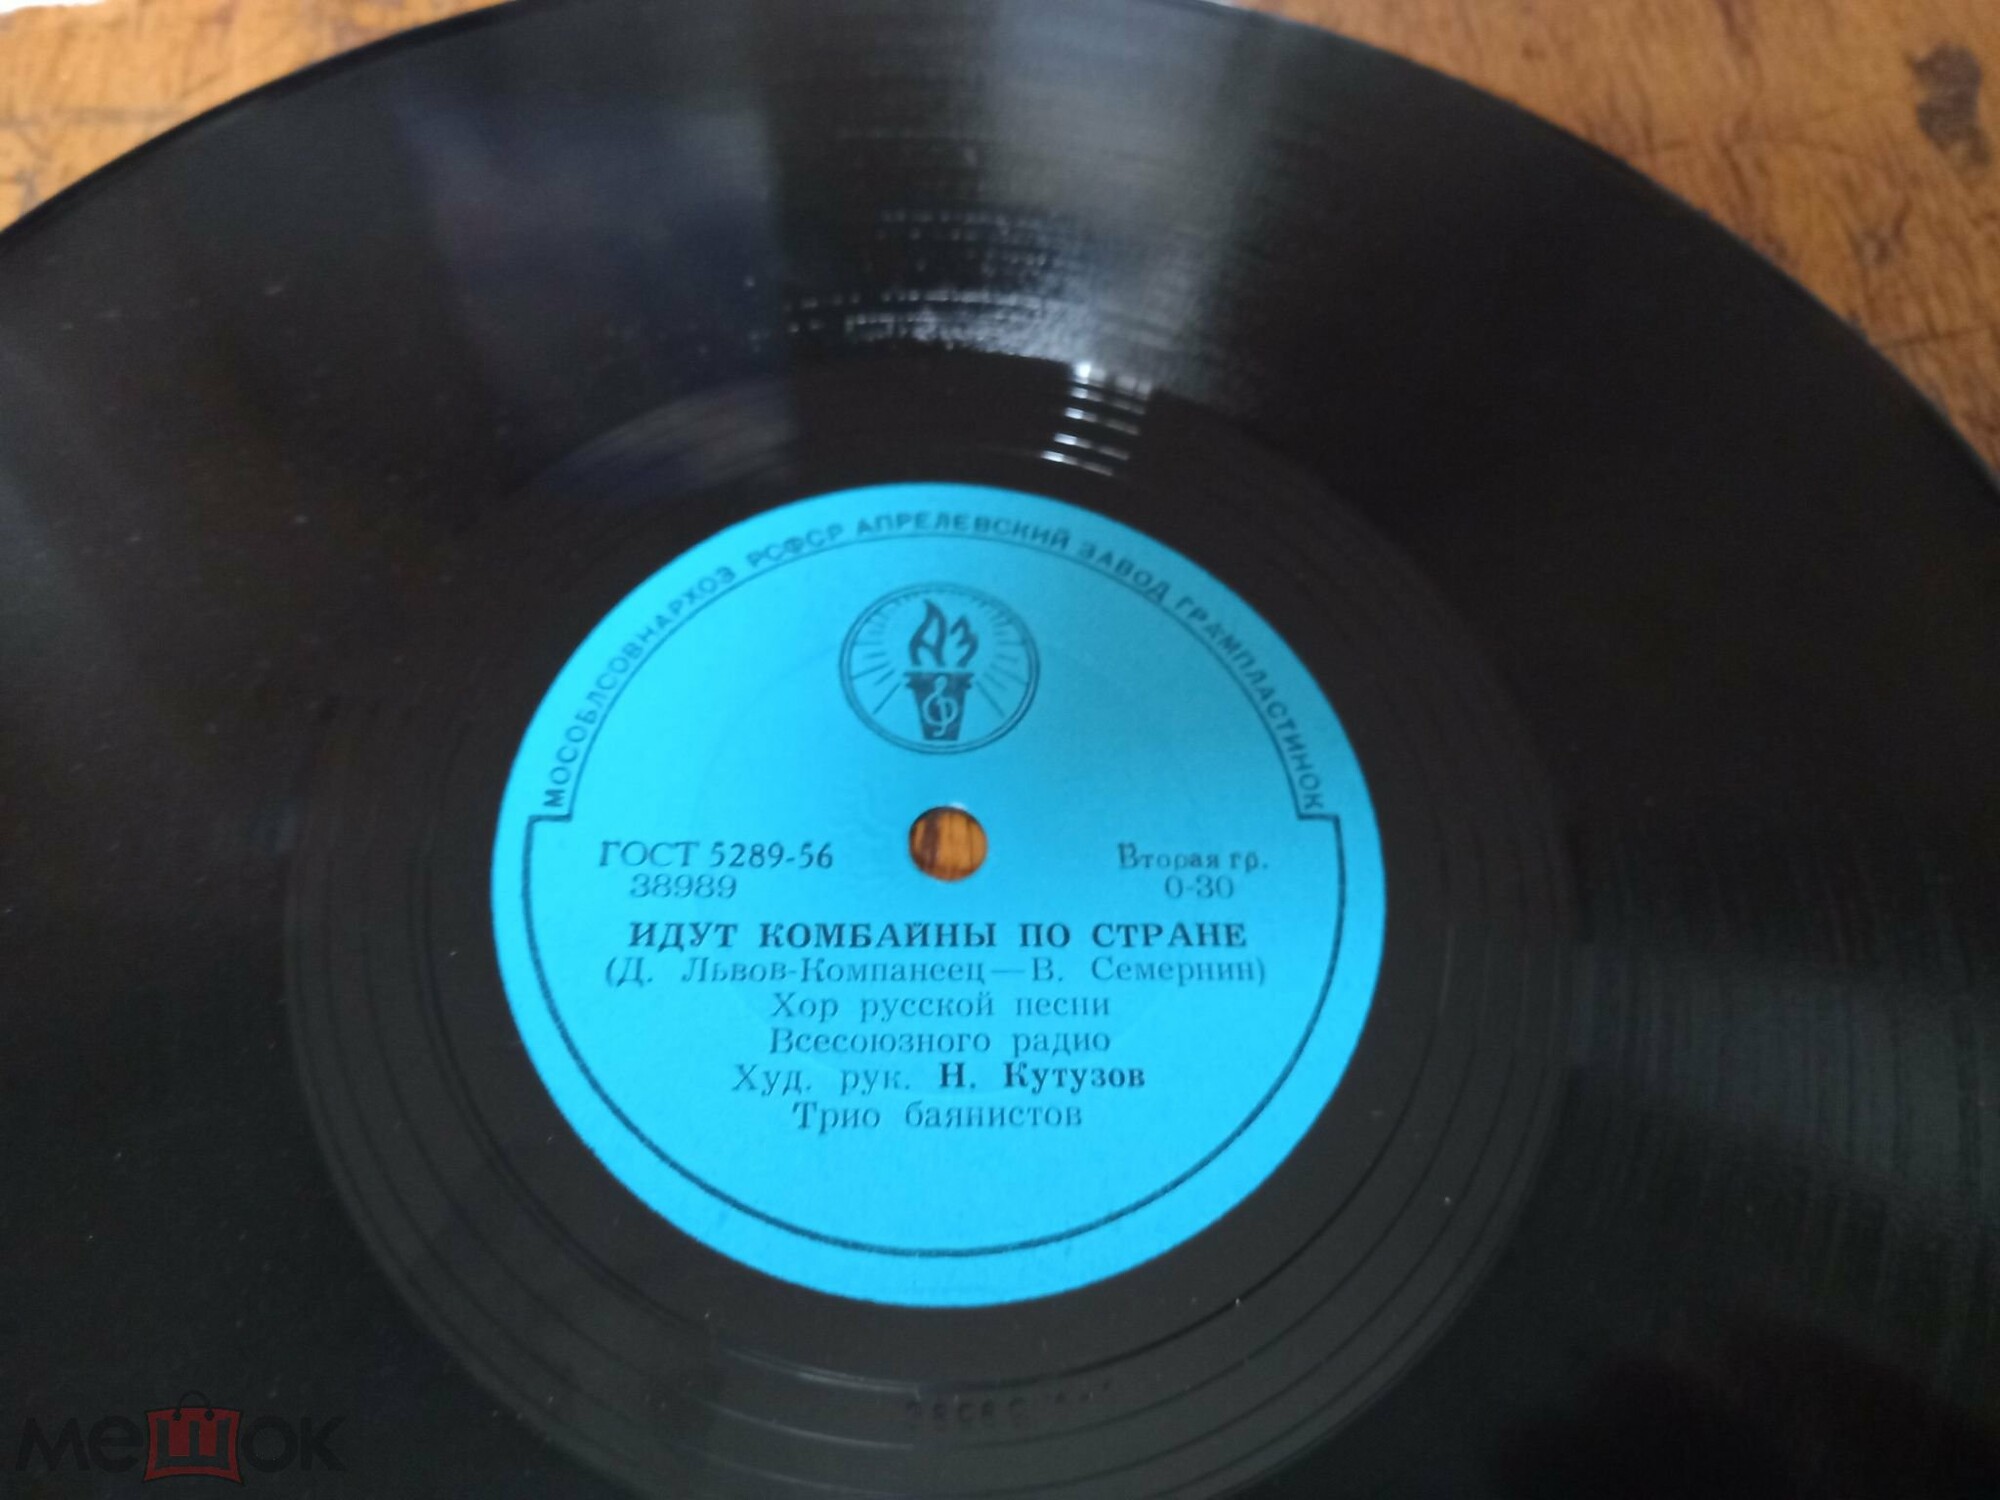 МОСОБЛСОВНАРХОЗ РСФСР АПРЕЛЕВСКИЙ ЗАВОД ГРАМПЛАСТИНОК
АЗ
ГОСТ 5289-56
38989
Вторая гр.
0-30
ИДУТ КОМБАЙНЫ ПО СТРАНЕ
(Д. Львов-Компанеец — В. Семернин)
Хор русской песни
Всесоюзного радио
Худ. рук. Н. Кутузов
Трио баянистов
мешок